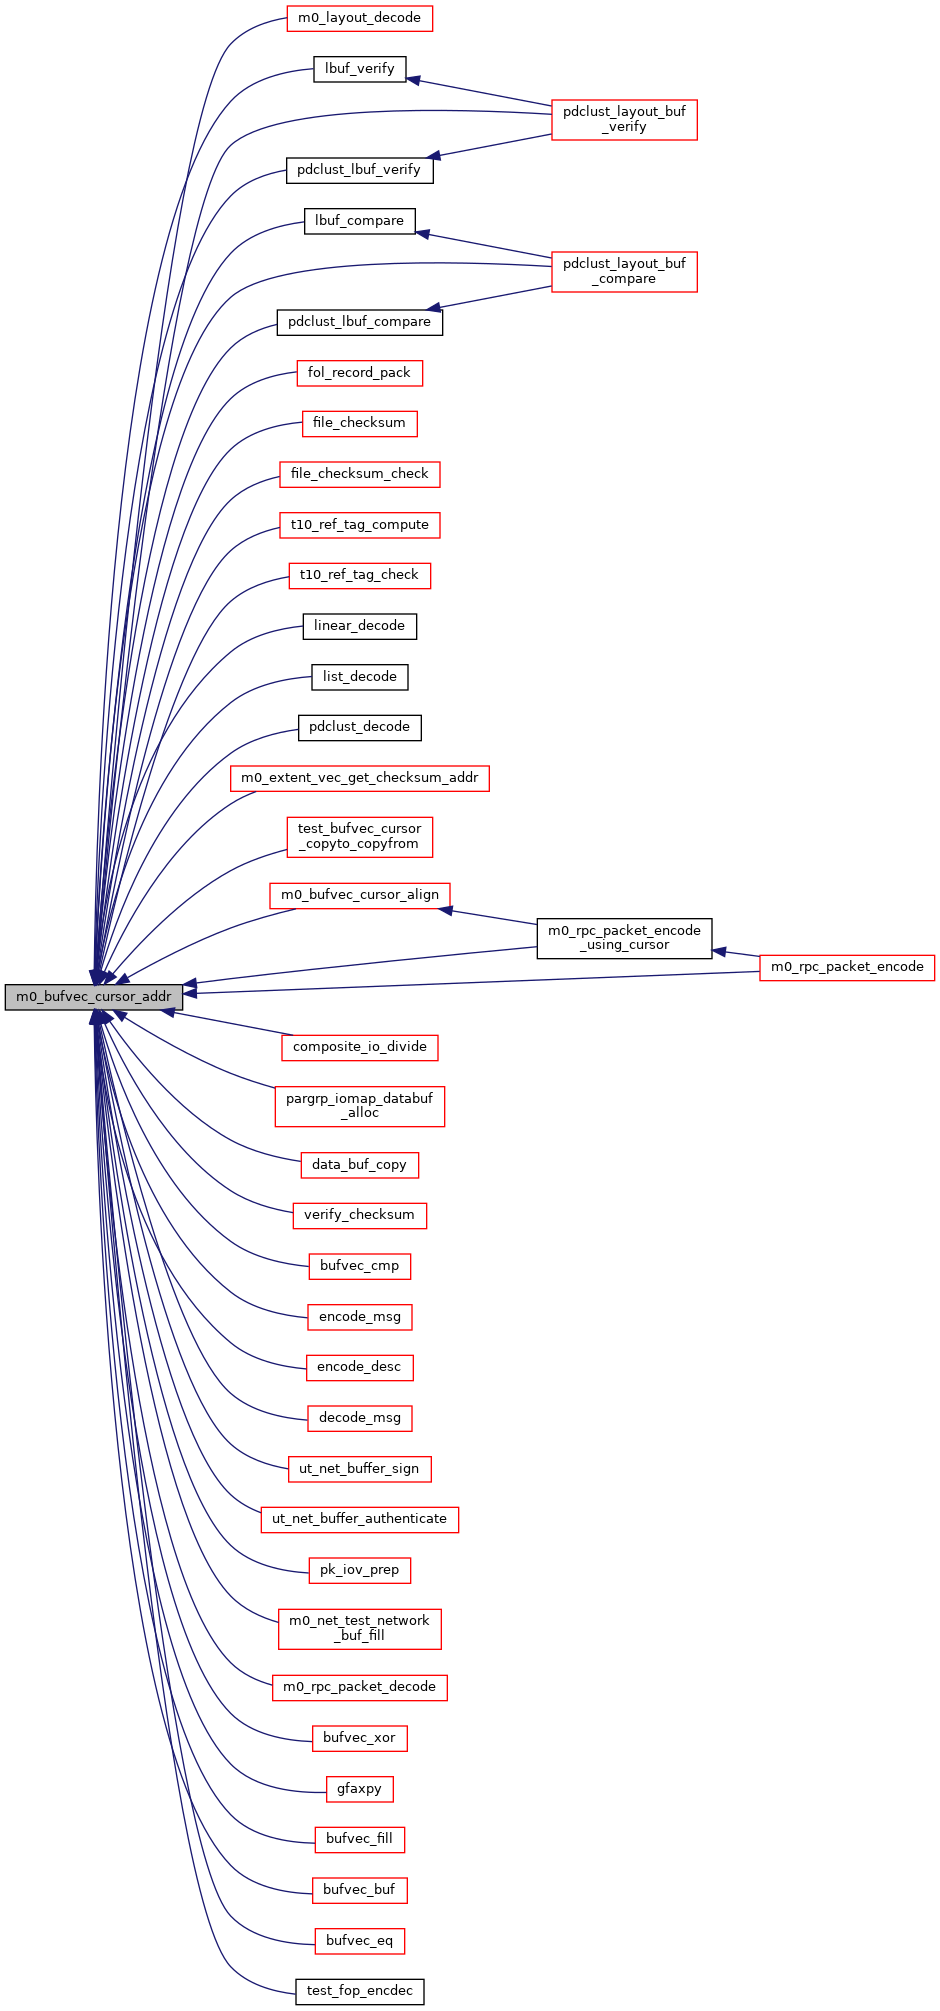 m0_layout_decode
lbuf_verify
pdclust_layout_buf
_verify
pdclust_lbuf_verify
lbuf_compare
pdclust_layout_buf
_compare
pdclust_lbuf_compare
fol_record_pack
file_checksum
file_checksum_check
t10_ref_tag_compute
t10_ref_tag_check
linear_decode
list_decode
pdclust_decode
m0_extent_vec_get_checksum_addr
test_bufvec_cursor
_copyto_copyfrom
m0_bufvec_cursor_align
m0_rpc_packet_encode
_using_cursor
m0_rpc_packet_encode
m0_bufvec_cursor_addr
composite_io_divide
pargrp_iomap_databuf
_alloc
data_buf_copy
verify_checksum
bufvec_cmp
encode_msg
encode_desc
decode_msg
ut_net_buffer_sign
ut_net_buffer_authenticate
pk_iov_prep
m0_net_test_network
_buf_fill
m0_rpc_packet_decode
bufvec_xor
gfaxpy
bufvec_fill
bufvec_buf
bufvec_eq
test_fop_encdec